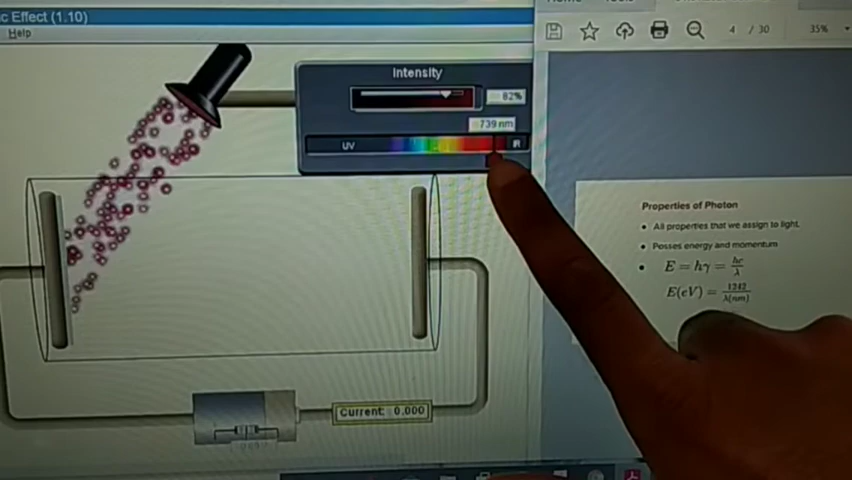 c Effect (1.10)
Help
Intensity
82%
739 nm
UV
IR
Current: 0.000
4 / 30
35%
Properties of Photon
• All properties that we assign to light.
• Posses energy and momentum
• E = hγ = hc/λ
E(eV) = 1242/λ(nm)